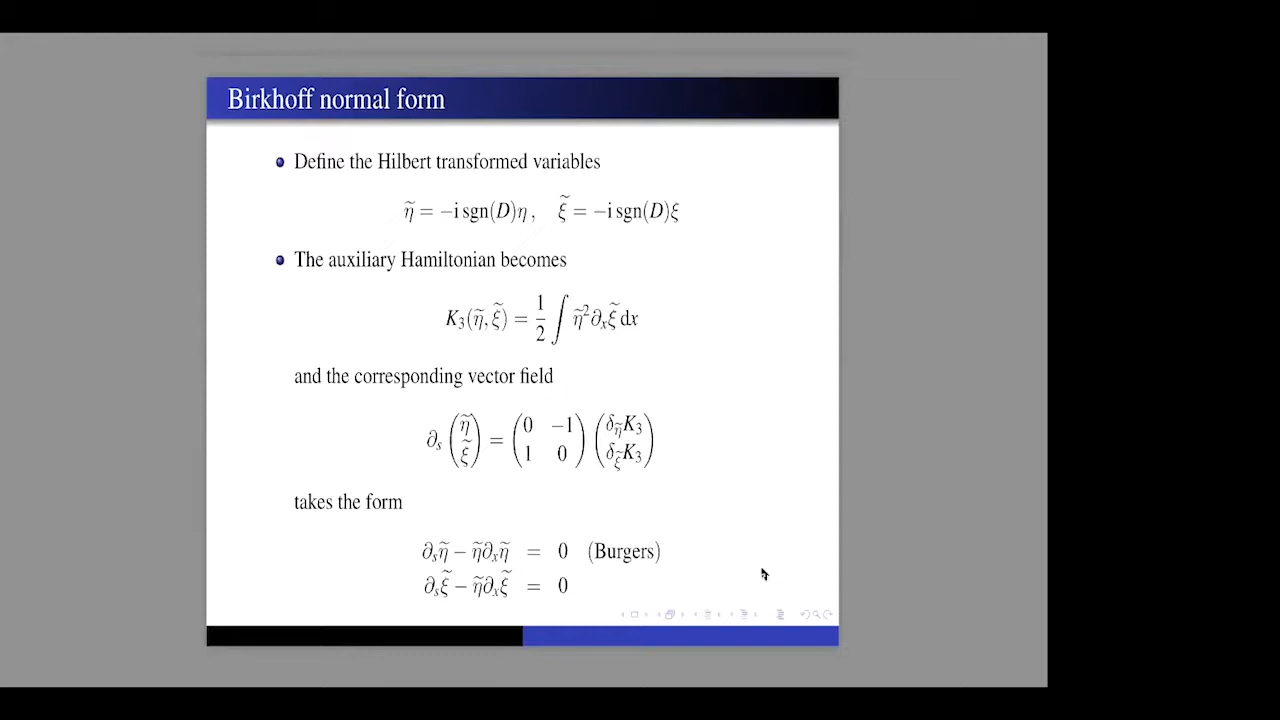 Birkhoff normal form
Define the Hilbert transformed variables
η̃ = −i sgn(D)η ,   ξ̃ = −i sgn(D)ξ
The auxiliary Hamiltonian becomes
K₃(η̃, ξ̃) = 1/2 ∫ η̃²∂ₓξ̃ dx
and the corresponding vector field
∂ₛ (η̃ ξ̃) = (0 −1 1 0) (δ_η̃ K₃ δ_ξ̃ K₃)
takes the form
∂ₛη̃ − η̃∂ₓη̃ = 0 (Burgers)
∂ₛξ̃ − η̃∂ₓξ̃ = 0